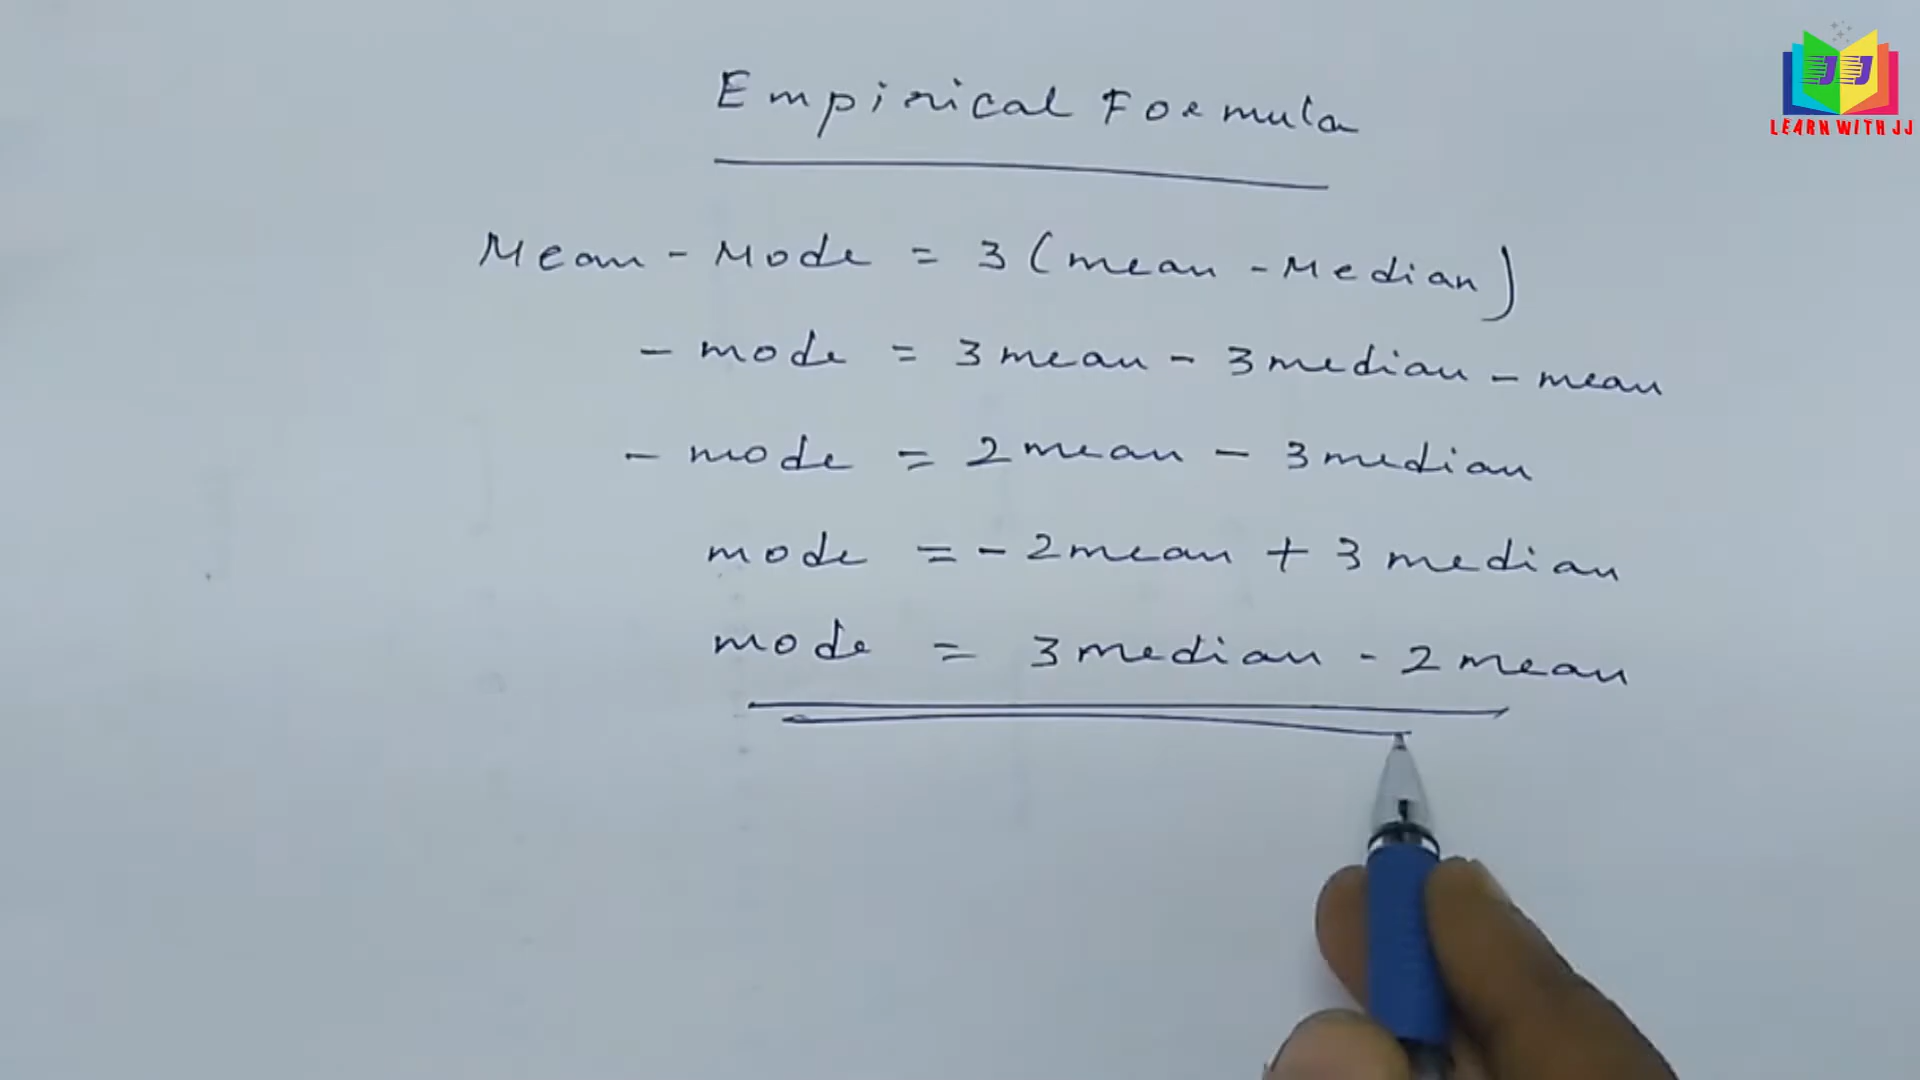 LEARN WITH JJ
Empirical Formula
Mean - Mode = 3 (mean - Median)
- mode = 3 mean - 3 median - mean
- mode = 2 mean - 3 median
mode = - 2 mean + 3 median
mode = 3 median - 2 mean